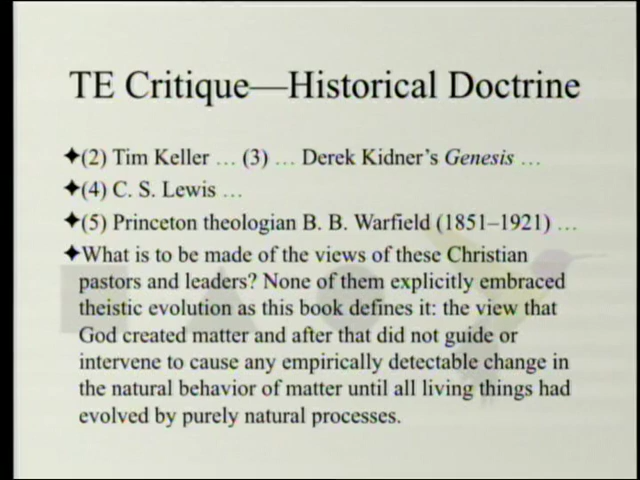 TE Critique—Historical Doctrine
✦(2) Tim Keller … (3) … Derek Kidner's Genesis …
✦(4) C. S. Lewis …
✦(5) Princeton theologian B. B. Warfield (1851–1921) …
✦What is to be made of the views of these Christian
pastors and leaders? None of them explicitly embraced
theistic evolution as this book defines it: the view that
God created matter and after that did not guide or
intervene to cause any empirically detectable change in
the natural behavior of matter until all living things had
evolved by purely natural processes.